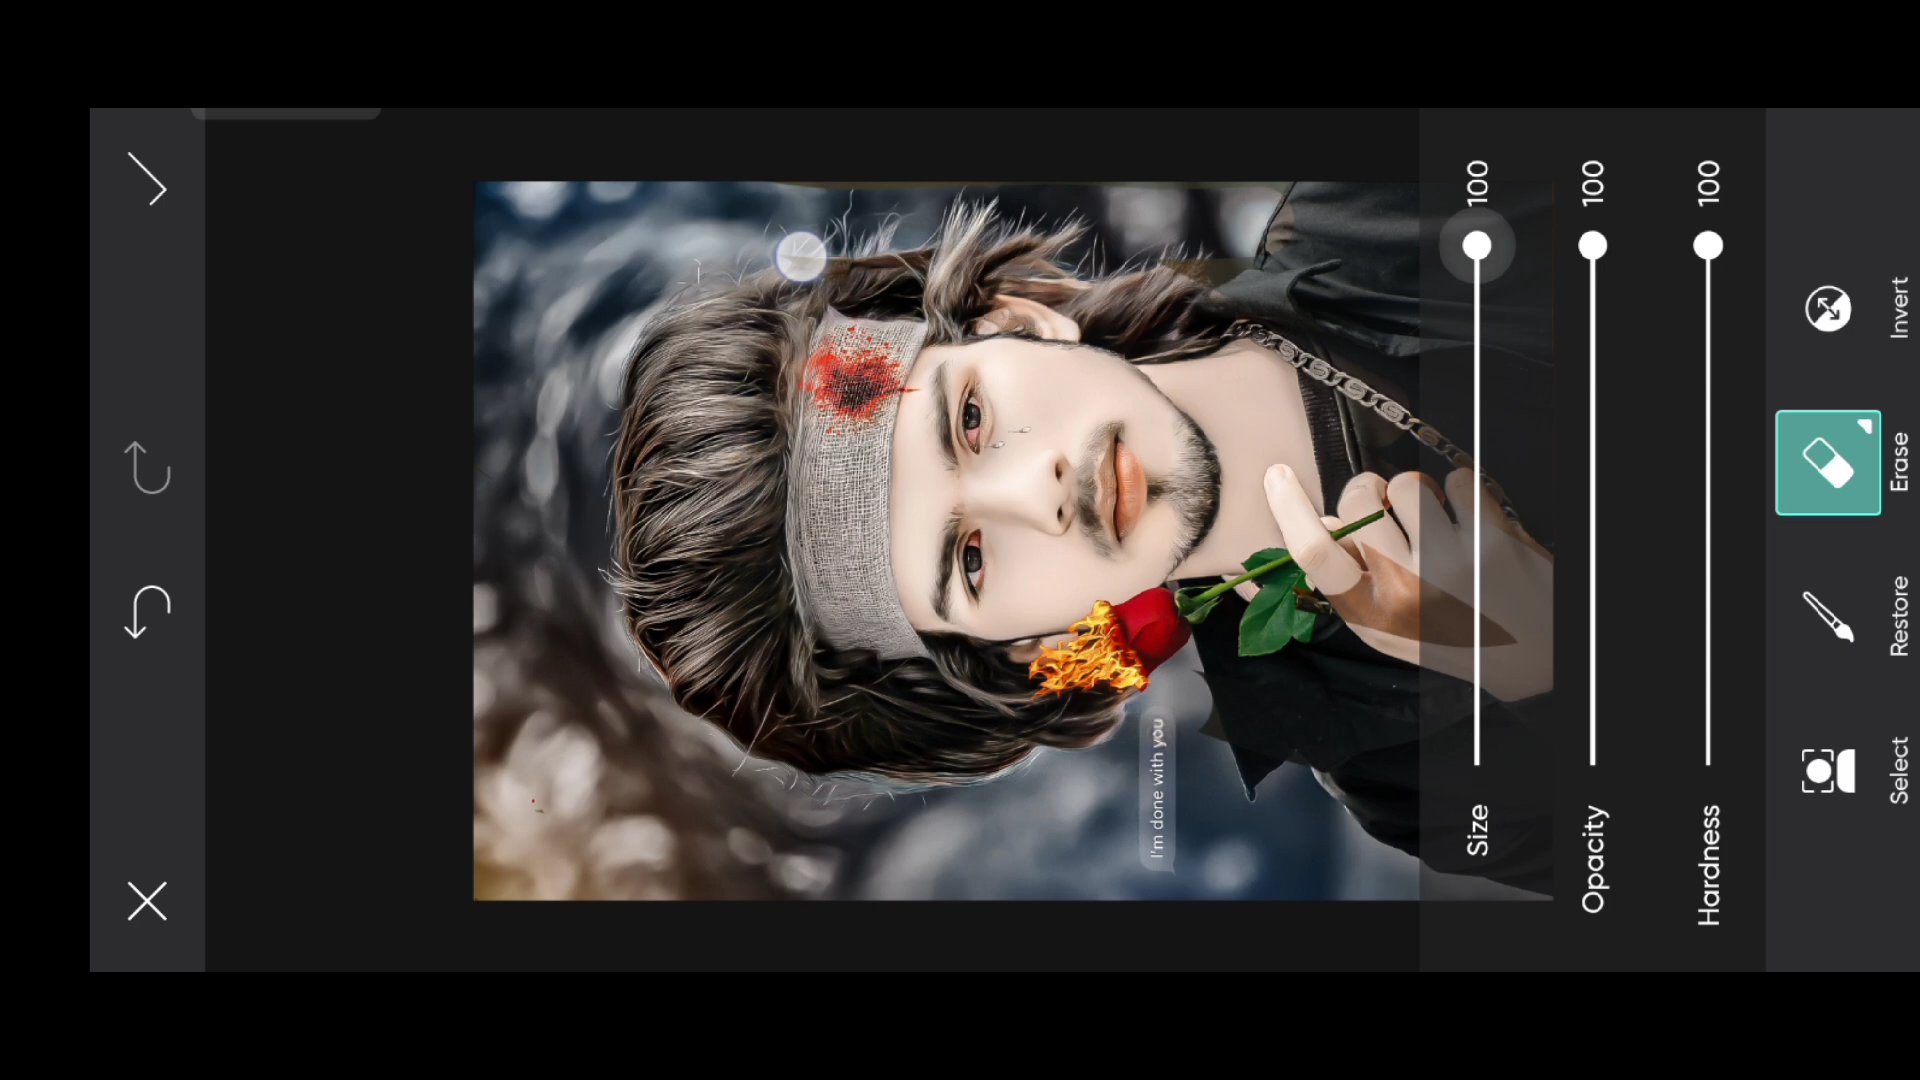 I'm done with you
Size
100
Opacity
100
Hardness
100
Select
Restore
Erase
Invert